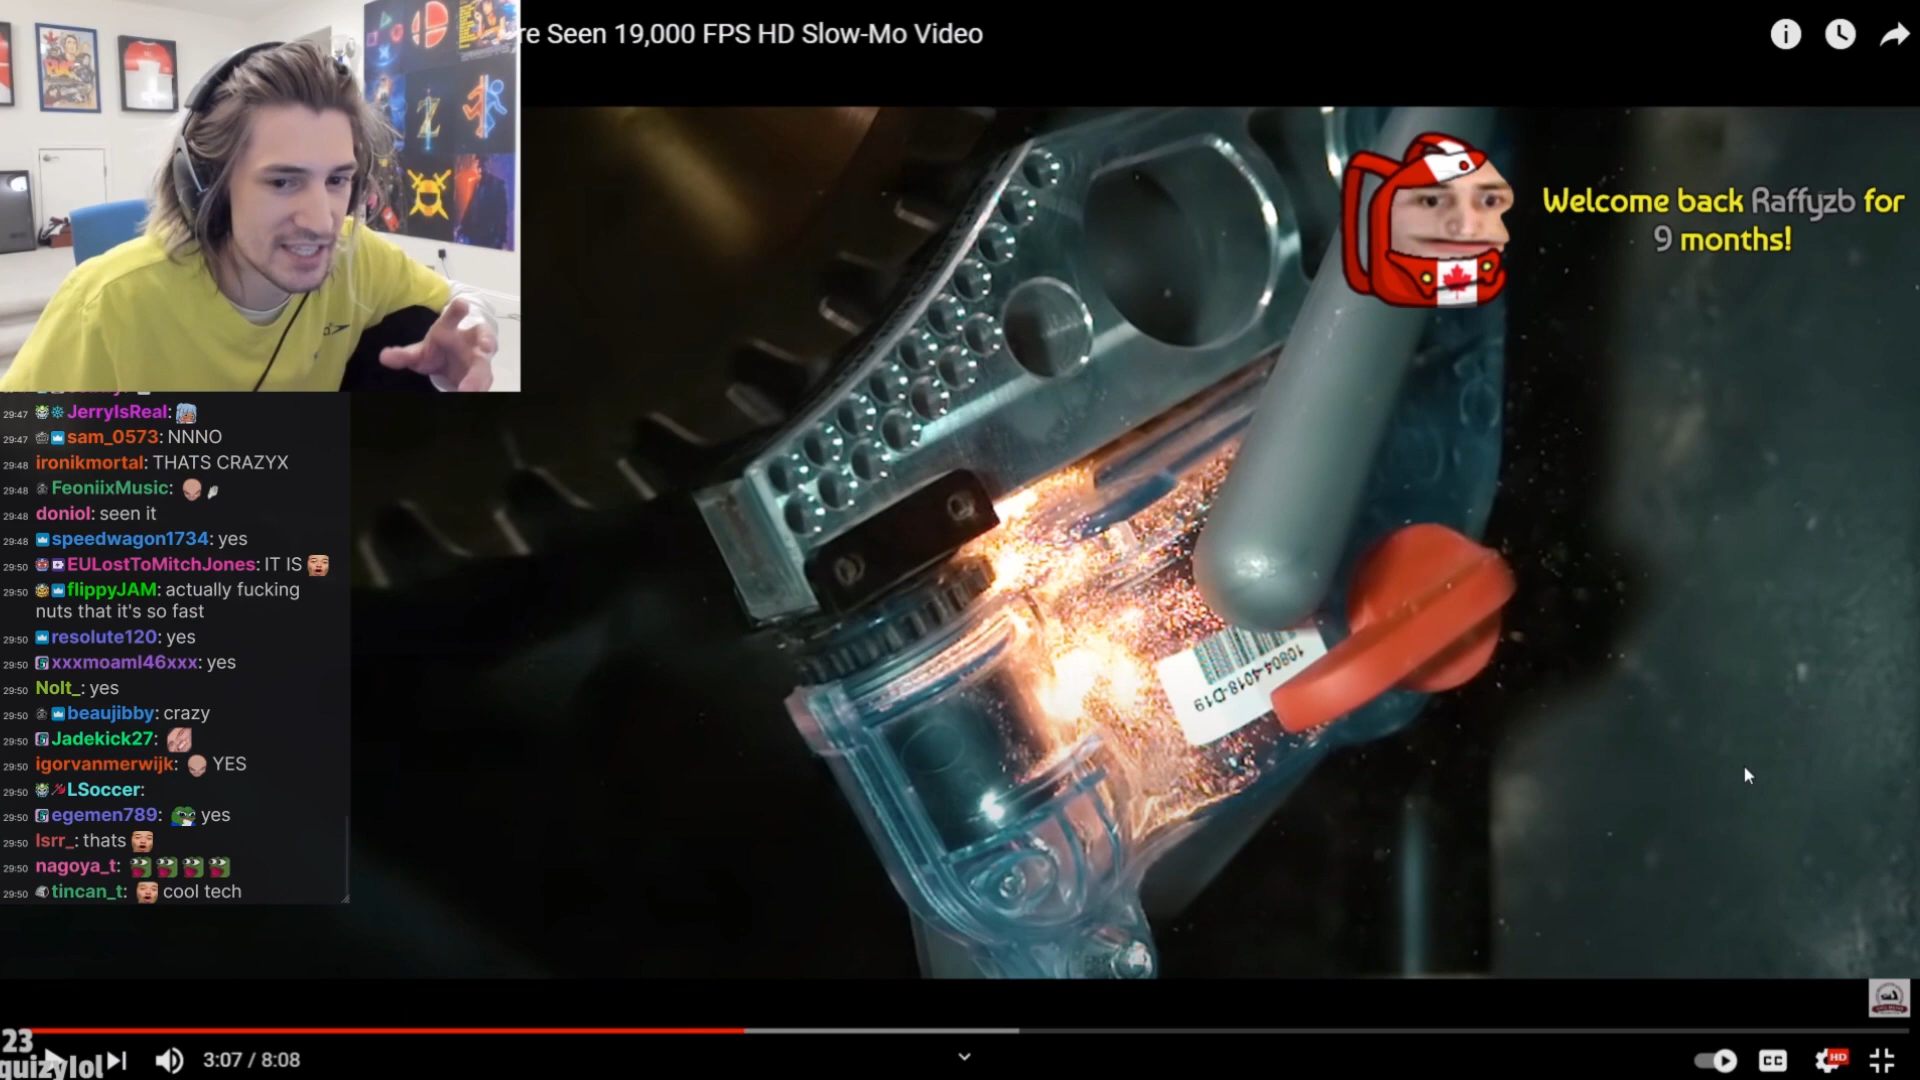 re Seen 19,000 FPS HD Slow-Mo Video
Welcome back Raffyzb for
9 months!
29:47 JerryIsReal:
29:47 sam_0573: NNNO
29:48 ironikmortal: THATS CRAZYX
29:48 FeoniixMusic:
29:48 doniol: seen it
29:48 speedwagon1734: yes
29:50 EULostToMitchJones: IT IS
29:50 flippyJAM: actually fucking
nuts that it's so fast
29:50 resolute120: yes
29:50 xxxmoaml46xxx: yes
29:50 Nolt_: yes
29:50 beaujibby: crazy
29:50 Jadekick27:
29:50 igorvanmerwijk: YES
29:50 LSoccer:
29:50 egemen789: yes
29:50 lsrr_: thats
29:50 nagoya_t:
29:50 tincan_t: cool tech
10804-4018-D19
23
quizylol
3:07 / 8:08
CC
HD